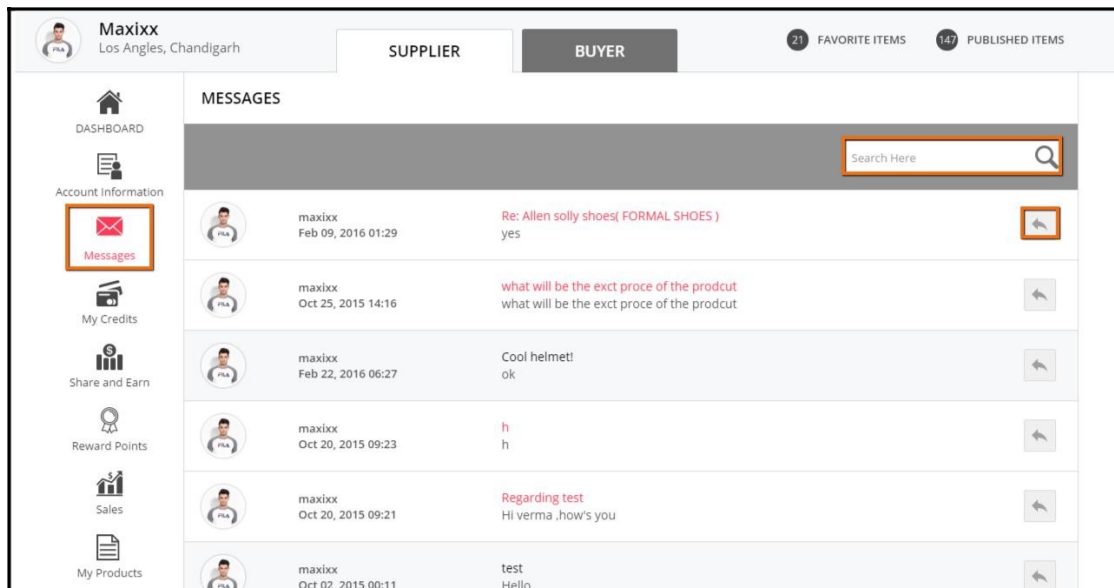 Maxixx
Los Angles, Chandigarh
SUPPLIER
BUYER
21 FAVORITE ITEMS
147 PUBLISHED ITEMS
DASHBOARD
Account Information
Messages
My Credits
Share and Earn
Reward Points
Sales
My Products
MESSAGES
Search Here
maxixx
Feb 09, 2016 01:29
Re: Allen solly shoes( FORMAL SHOES )
yes
maxixx
Oct 25, 2015 14:16
what will be the exct proce of the prodcut
what will be the exct proce of the prodcut
maxixx
Feb 22, 2016 06:27
Cool helmet!
ok
maxixx
Oct 20, 2015 09:23
h
h
maxixx
Oct 20, 2015 09:21
Regarding test
Hi verma ,how's you
maxixx
Oct 02, 2015 00:11
test
Hello